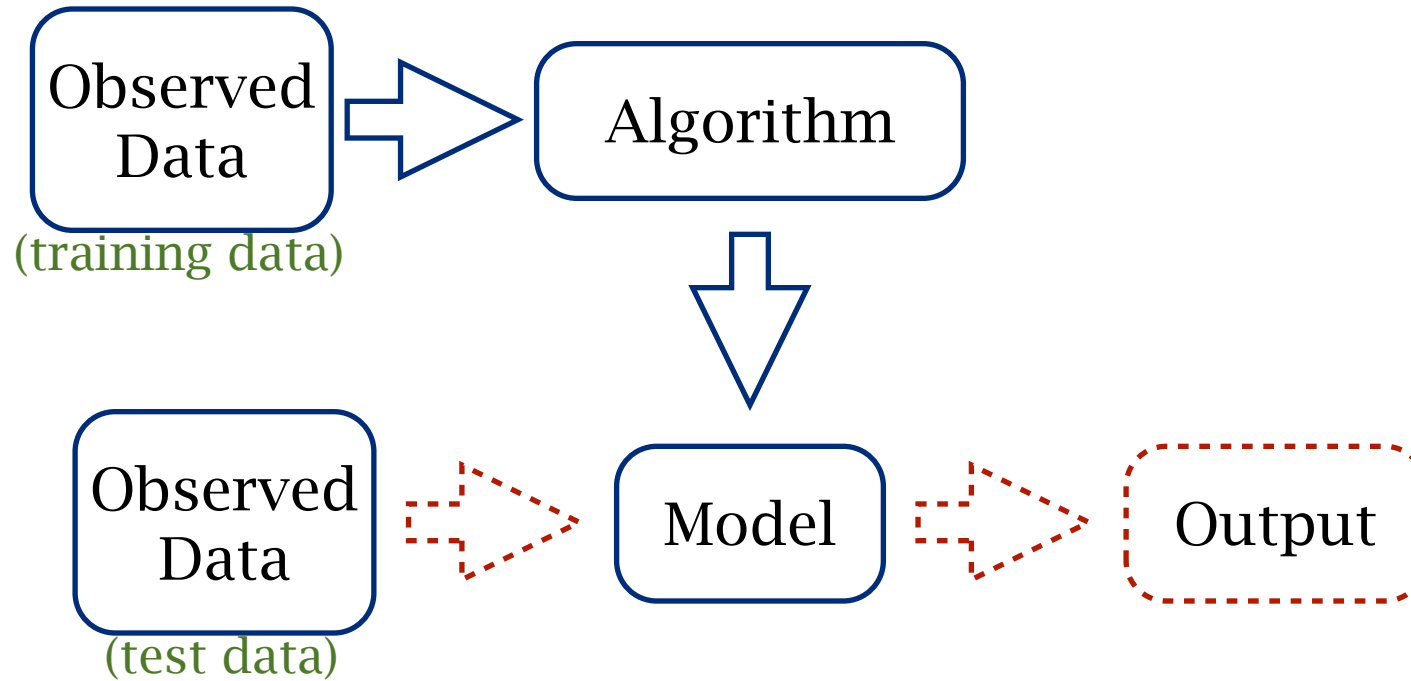 Observed
Data
(training data)
Algorithm
Observed
Data
(test data)
Model
Output